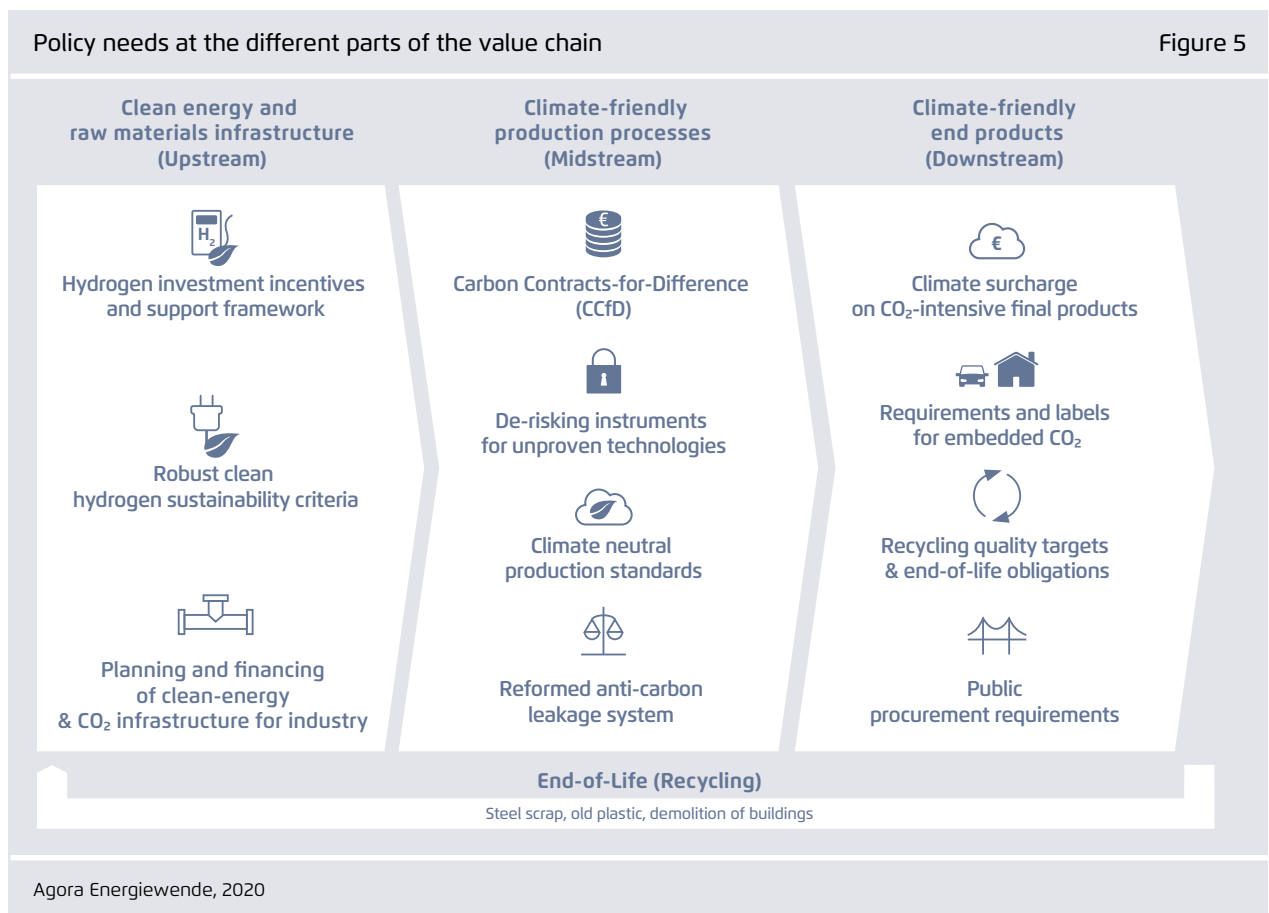 Policy needs at the different parts of the value chain
Figure 5
Clean energy and
raw materials infrastructure
(Upstream)
H₂
Hydrogen investment incentives
and support framework
Robust clean
hydrogen sustainability criteria
Planning and financing
of clean-energy
& CO₂ infrastructure for industry
Climate-friendly
production processes
(Midstream)
€
Carbon Contracts-for-Difference
(CCfD)
De-risking instruments
for unproven technologies
Climate neutral
production standards
Reformed anti-carbon
leakage system
Climate-friendly
end products
(Downstream)
€
Climate surcharge
on CO₂-intensive final products
Requirements and labels
for embedded CO₂
Recycling quality targets
& end-of-life obligations
Public
procurement requirements
End-of-Life (Recycling)
Steel scrap, old plastic, demolition of buildings
Agora Energiewende, 2020